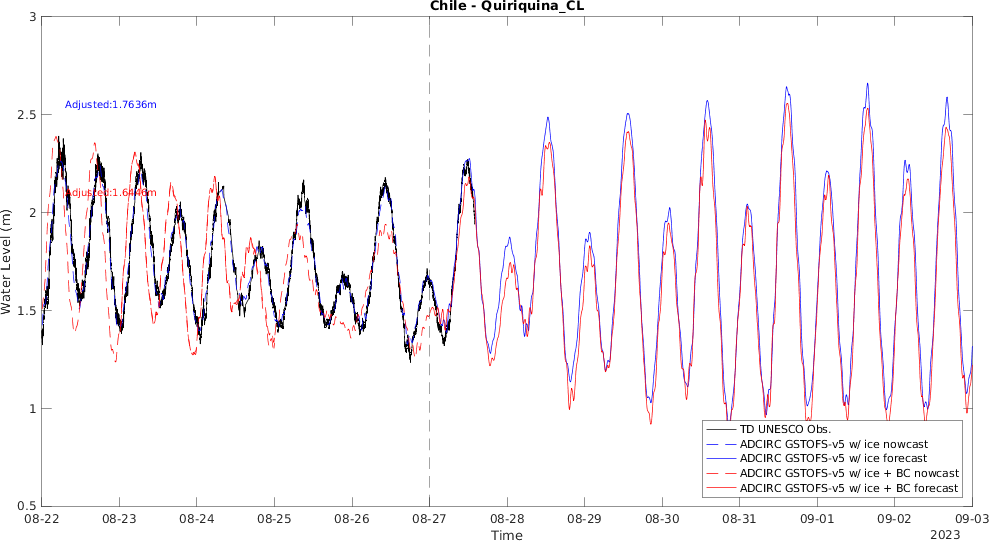 Chile - Quiriquina_CL
3
2.5
2
1.5
1
0.5
Water Level (m)
Adjusted:1.7636m
Adjusted:1.6446m
TD UNESCO Obs.
ADCIRC GSTOFS-v5 w/ ice nowcast
ADCIRC GSTOFS-v5 w/ ice forecast
ADCIRC GSTOFS-v5 w/ ice + BC nowcast
ADCIRC GSTOFS-v5 w/ ice + BC forecast
08-22 08-23 08-24 08-25 08-26 08-27 08-28 08-29 08-30 08-31 09-01 09-02 09-03
Time
2023